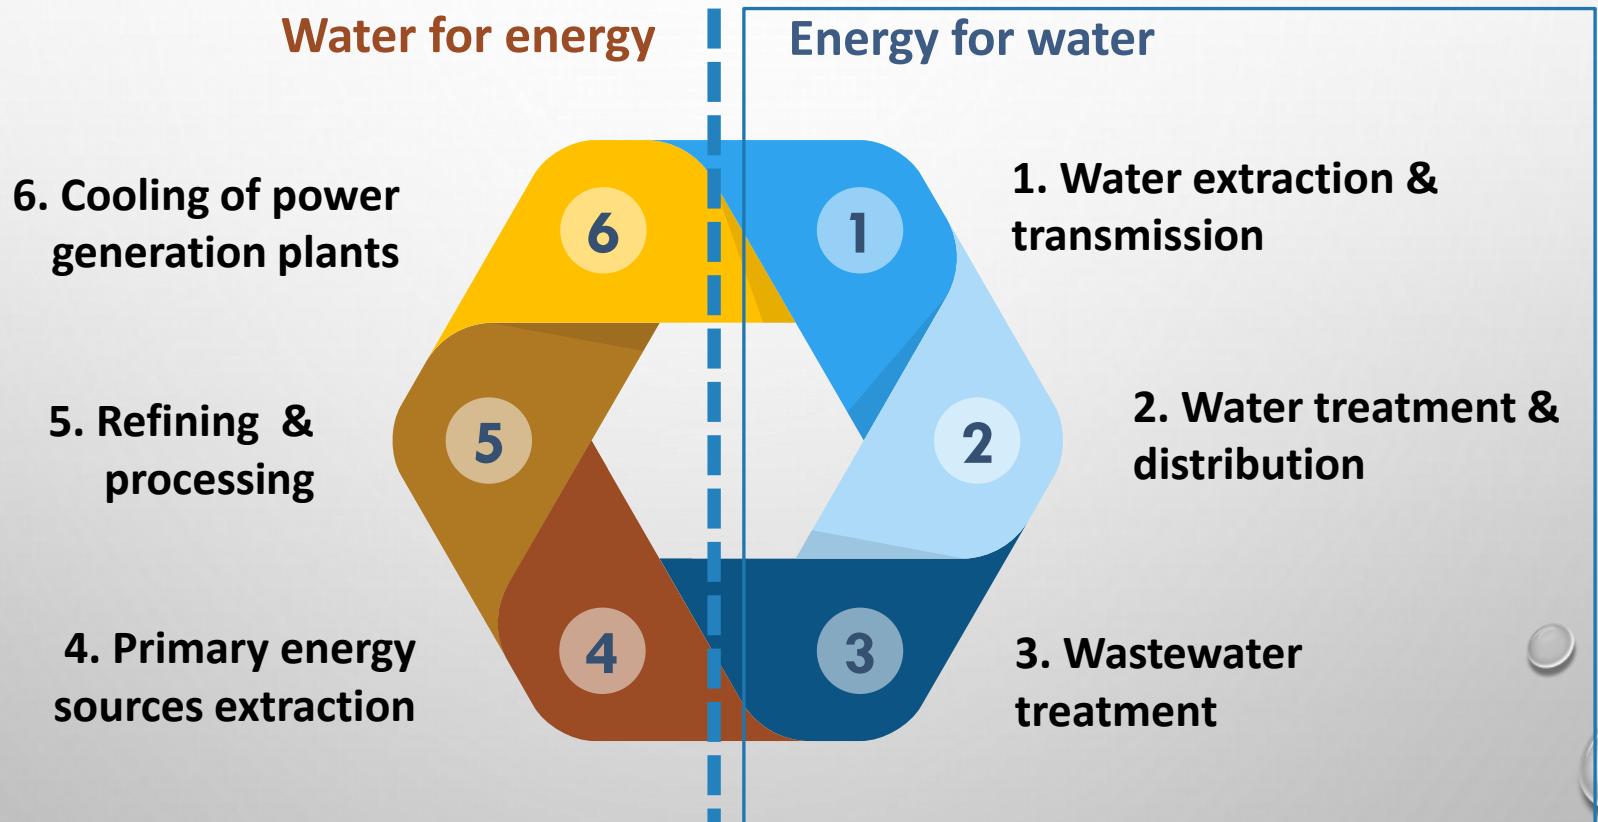 Water for energy
Energy for water
6. Cooling of power
generation plants
6
1
1. Water extraction &
transmission
5. Refining  &
processing
5
2
2. Water treatment &
distribution
4. Primary energy
sources extraction
4
3
3. Wastewater
treatment